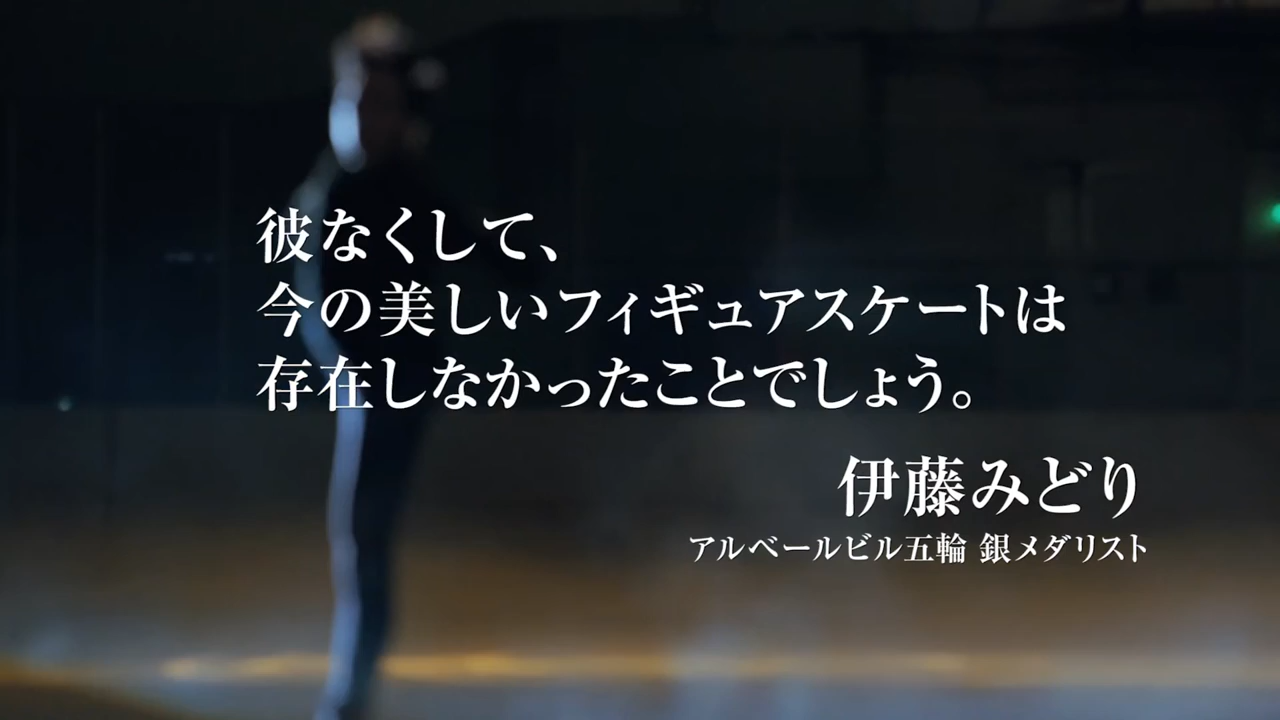 彼なくして、
今の美しいフィギュアスケートは
存在しなかったことでしょう。
伊藤みどり
アルベールビル五輪 銀メダリスト